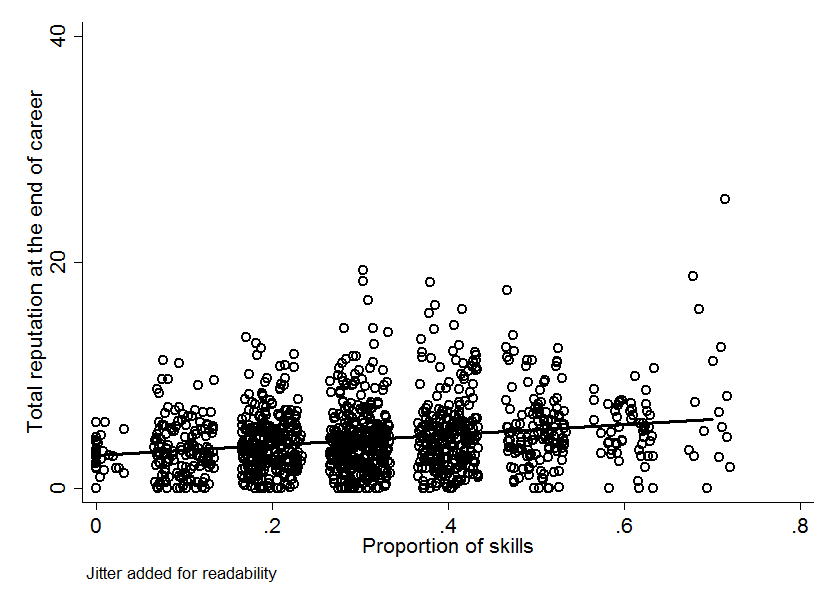 Total reputation at the end of career
40
20
0
0 .2 .4 .6 .8
Proportion of skills
Jitter added for readability